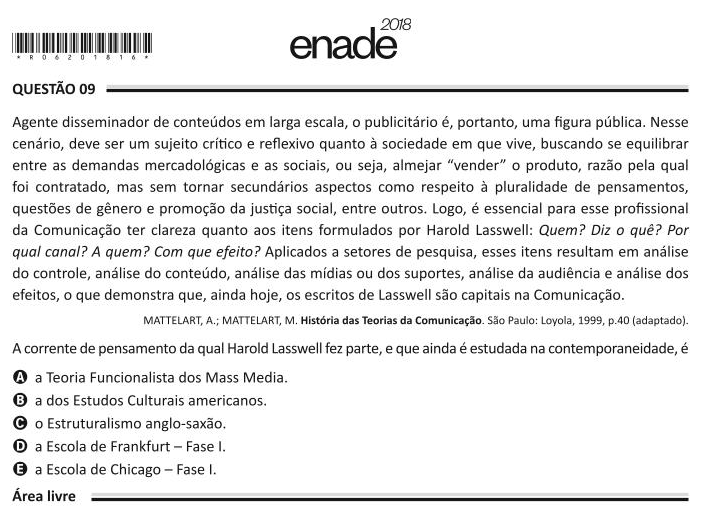 enade 2018
* R 0 6 2 0 1 8 1 6 *
QUESTÃO 09
Agente disseminador de conteúdos em larga escala, o publicitário é, portanto, uma figura pública. Nesse
cenário, deve ser um sujeito crítico e reflexivo quanto à sociedade em que vive, buscando se equilibrar
entre as demandas mercadológicas e as sociais, ou seja, almejar “vender” o produto, razão pela qual
foi contratado, mas sem tornar secundários aspectos como respeito à pluralidade de pensamentos,
questões de gênero e promoção da justiça social, entre outros. Logo, é essencial para esse profissional
da Comunicação ter clareza quanto aos itens formulados por Harold Lasswell: Quem? Diz o quê? Por
qual canal? A quem? Com que efeito? Aplicados a setores de pesquisa, esses itens resultam em análise
do controle, análise do conteúdo, análise das mídias ou dos suportes, análise da audiência e análise dos
efeitos, o que demonstra que, ainda hoje, os escritos de Lasswell são capitais na Comunicação.
MATTELART, A.; MATTELART, M. História das Teorias da Comunicação. São Paulo: Loyola, 1999, p.40 (adaptado).
A corrente de pensamento da qual Harold Lasswell fez parte, e que ainda é estudada na contemporaneidade, é
A a Teoria Funcionalista dos Mass Media.
B a dos Estudos Culturais americanos.
C o Estruturalismo anglo-saxão.
D a Escola de Frankfurt – Fase I.
E a Escola de Chicago – Fase I.
Área livre